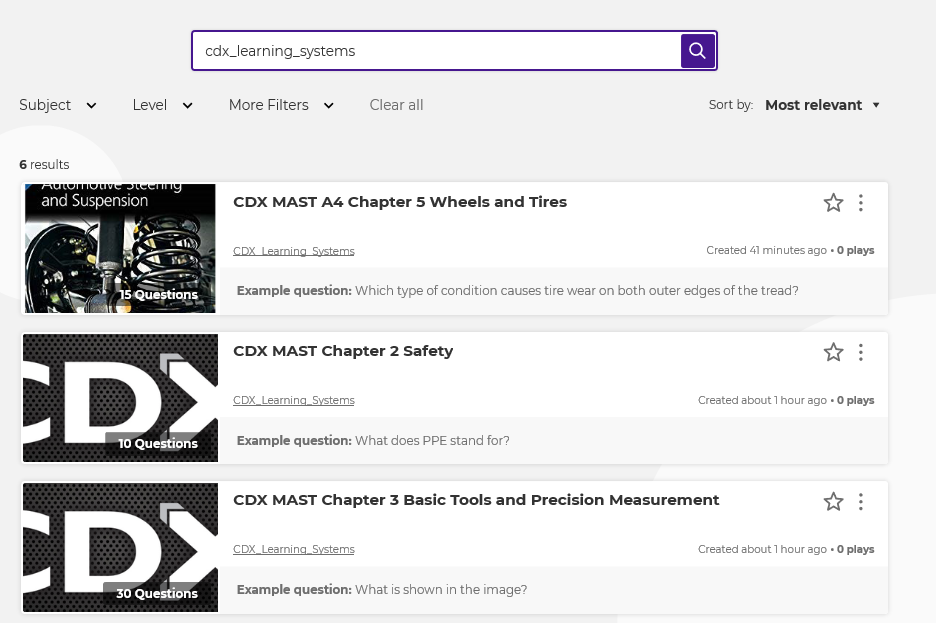 cdx_learning_systems
Subject Level More Filters Clear all Sort by: Most relevant
6 results
Automotive Steering
and Suspension
15 Questions
CDX MAST A4 Chapter 5 Wheels and Tires
CDX_Learning_Systems Created 41 minutes ago • 0 plays
Example question: Which type of condition causes tire wear on both outer edges of the tread?
CDX
10 Questions
CDX MAST Chapter 2 Safety
CDX_Learning_Systems Created about 1 hour ago • 0 plays
Example question: What does PPE stand for?
CDX
30 Questions
CDX MAST Chapter 3 Basic Tools and Precision Measurement
CDX_Learning_Systems Created about 1 hour ago • 0 plays
Example question: What is shown in the image?